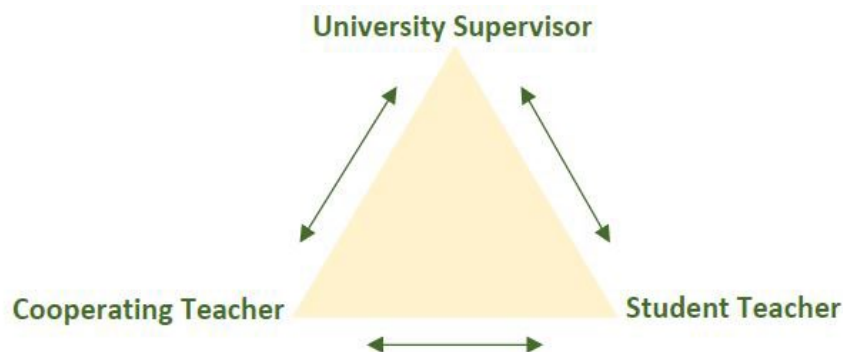 University Supervisor
Cooperating Teacher
Student Teacher